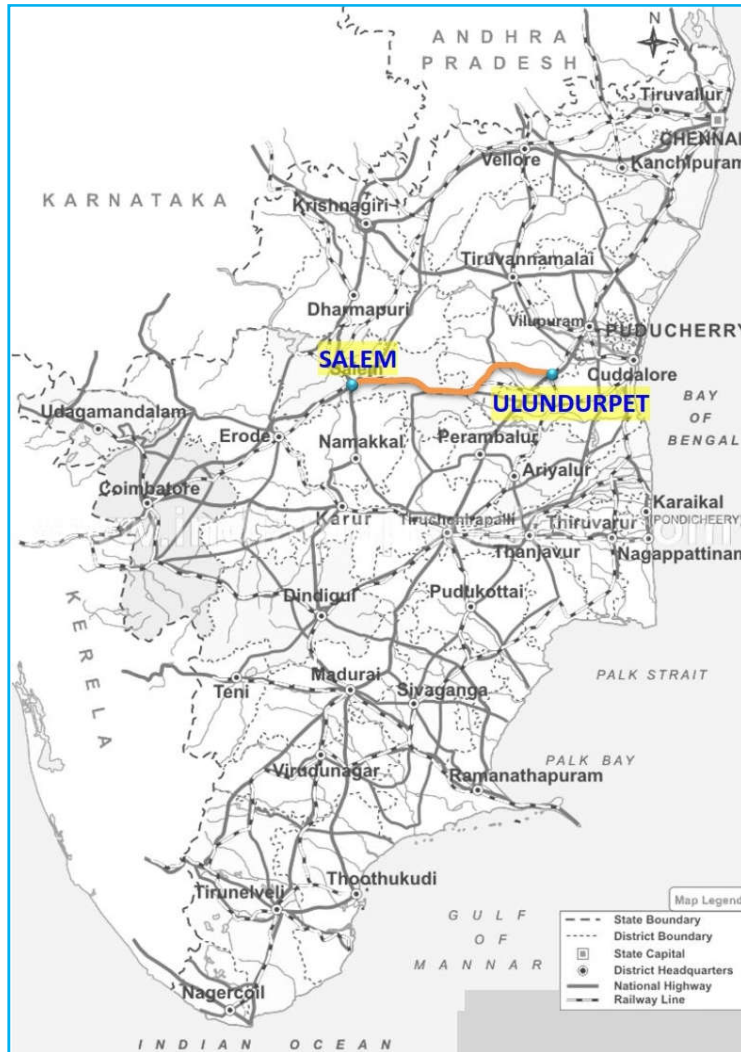 N
ANDHRA
PRADESH
Tiruvallur
CHENNAI
Vellore
Kanchipuram
KARNATAKA
Krishnagiri
Tiruvannamalai
Dharmapuri
Vilupuram
PUDUCHERRY
SALEM
Salem
Cuddalore
ULUNDURPET
BAY
OF
BENGAL
Udagamandalam
Erode
Namakkal
Perambalur
Ariyalur
Coimbatore
Karur
Tiruchchirapalli
Thiruvarur
Karaikal
PONDICHEERY
Thanjavur
Nagappattinam
KERELA
Dindigul
Pudukottai
PALK STRAIT
Teni
Madurai
Sivaganga
PALK BAY
Virudunagar
Ramanathapuram
Tirunelveli
Thoothukudi
GULF
OF
MANNAR
Nagercoil
INDIAN OCEAN
Map Legend
State Boundary
District Boundary
State Capital
District Headquarters
National Highway
Railway Line